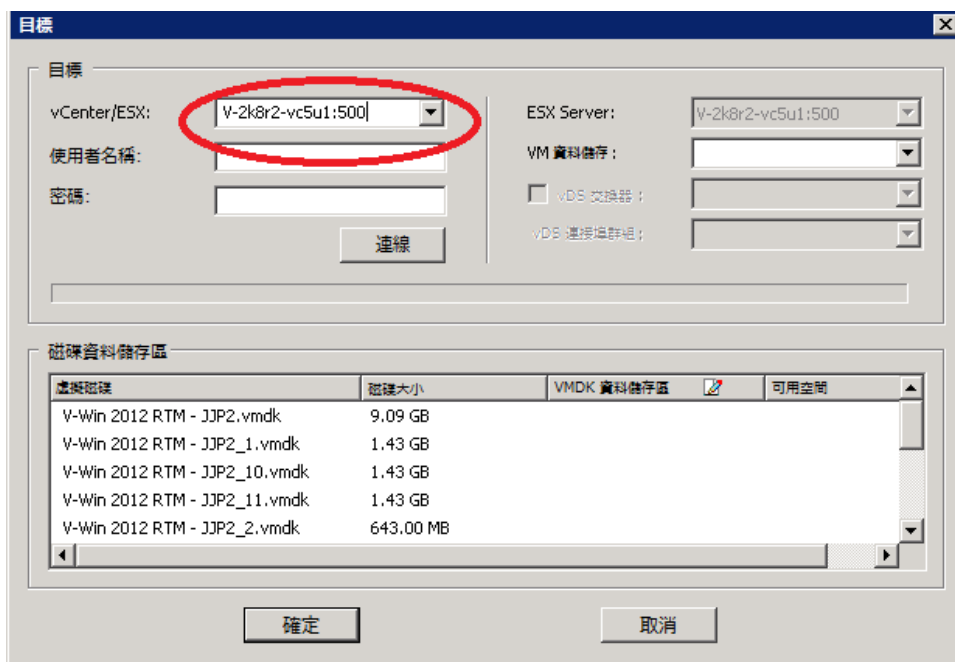 目標
目標
vCenter/ESX:
V-2k8r2-vc5u1:500
使用者名稱:
密碼:
連線
ESX Server:
V-2k8r2-vc5u1:500
VM 資料儲存:
vDS 交換器:
vDS 連接埠群組:
磁碟資料儲存區
虛擬磁碟 磁碟大小 VMDK 資料儲存區 可用空間
V-Win 2012 RTM - JJP2.vmdk 9.09 GB
V-Win 2012 RTM - JJP2_1.vmdk 1.43 GB
V-Win 2012 RTM - JJP2_10.vmdk 1.43 GB
V-Win 2012 RTM - JJP2_11.vmdk 1.43 GB
V-Win 2012 RTM - JJP2_2.vmdk 643.00 MB
確定 取消